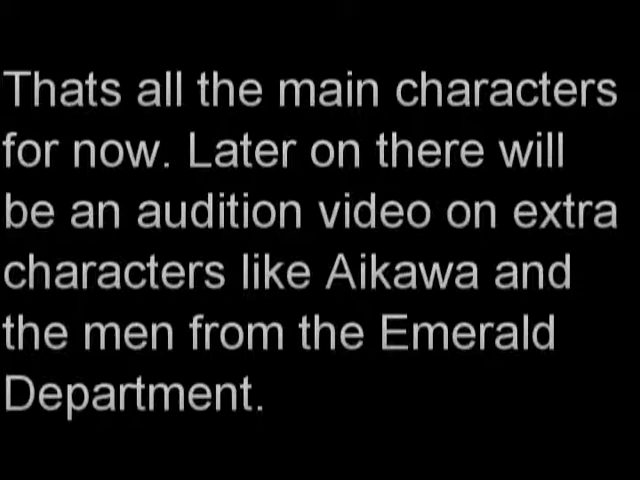 Thats all the main characters
for now. Later on there will
be an audition video on extra
characters like Aikawa and
the men from the Emerald
Department.